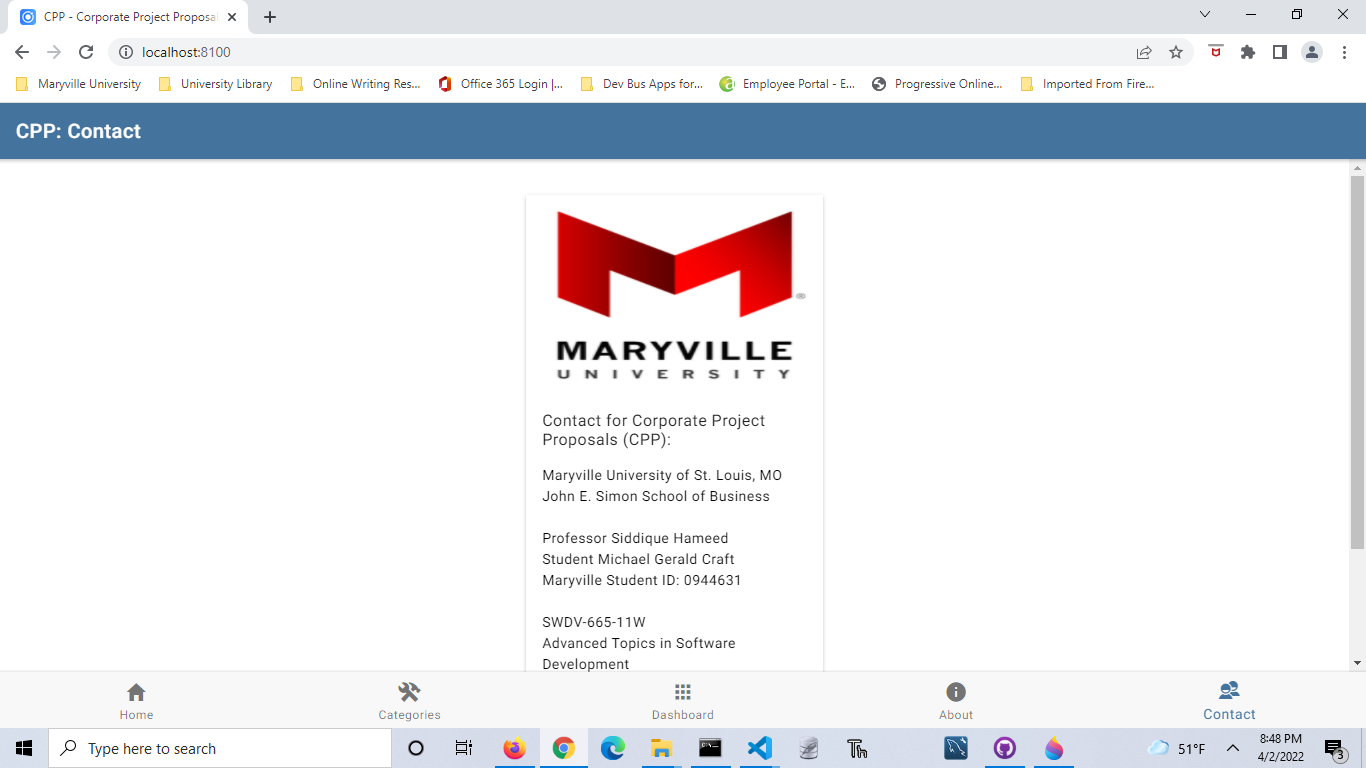 CPP - Corporate Project Proposa
localhost:8100
Maryville University
University Library
Online Writing Res...
Office 365 Login |...
Dev Bus Apps for...
Employee Portal - E...
Progressive Online...
Imported From Fire...
CPP: Contact
MARYVILLE
UNIVERSITY
Contact for Corporate Project
Proposals (CPP):
Maryville University of St. Louis, MO
John E. Simon School of Business
Professor Siddique Hameed
Student Michael Gerald Craft
Maryville Student ID: 0944631
SWDV-665-11W
Advanced Topics in Software
Development
Home
Categories
Dashboard
About
Contact
Type here to search
Th
51°F
8:48 PM
4/2/2022
3